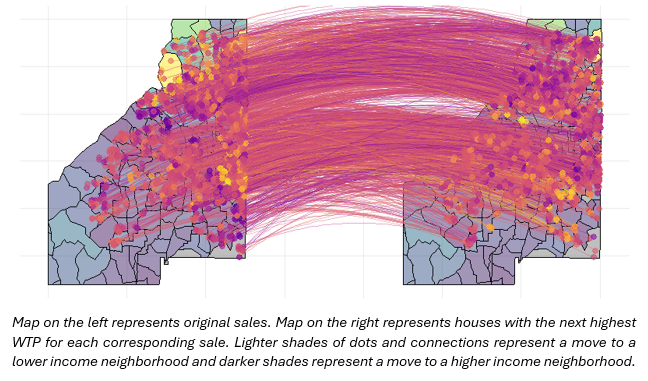 Map on the left represents original sales. Map on the right represents houses with the next highest
WTP for each corresponding sale. Lighter shades of dots and connections represent a move to a
lower income neighborhood and darker shades represent a move to a higher income neighborhood.